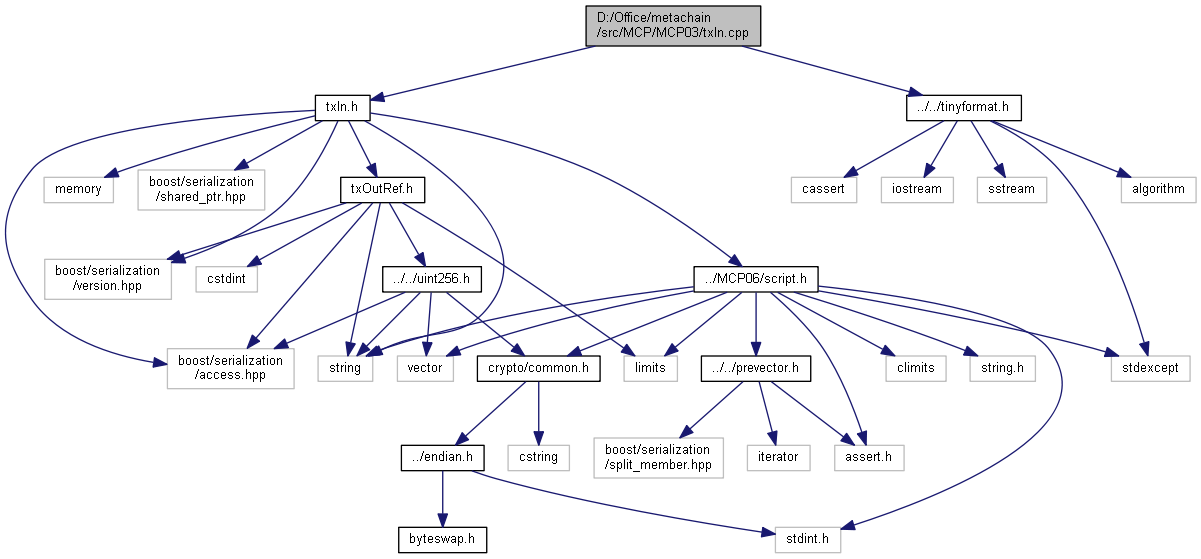 D:/Office/metachain
/src/MCP/MCP03/txIn.cpp
txIn.h
../../tinyformat.h
memory
boost/serialization
/shared_ptr.hpp
txOutRef.h
cassert
iostream
sstream
algorithm
boost/serialization
/version.hpp
cstdint
../../uint256.h
../MCP06/script.h
boost/serialization
/access.hpp
string
vector
crypto/common.h
limits
../../prevector.h
climits
string.h
stdexcept
../endian.h
cstring
boost/serialization
/split_member.hpp
iterator
assert.h
byteswap.h
stdint.h